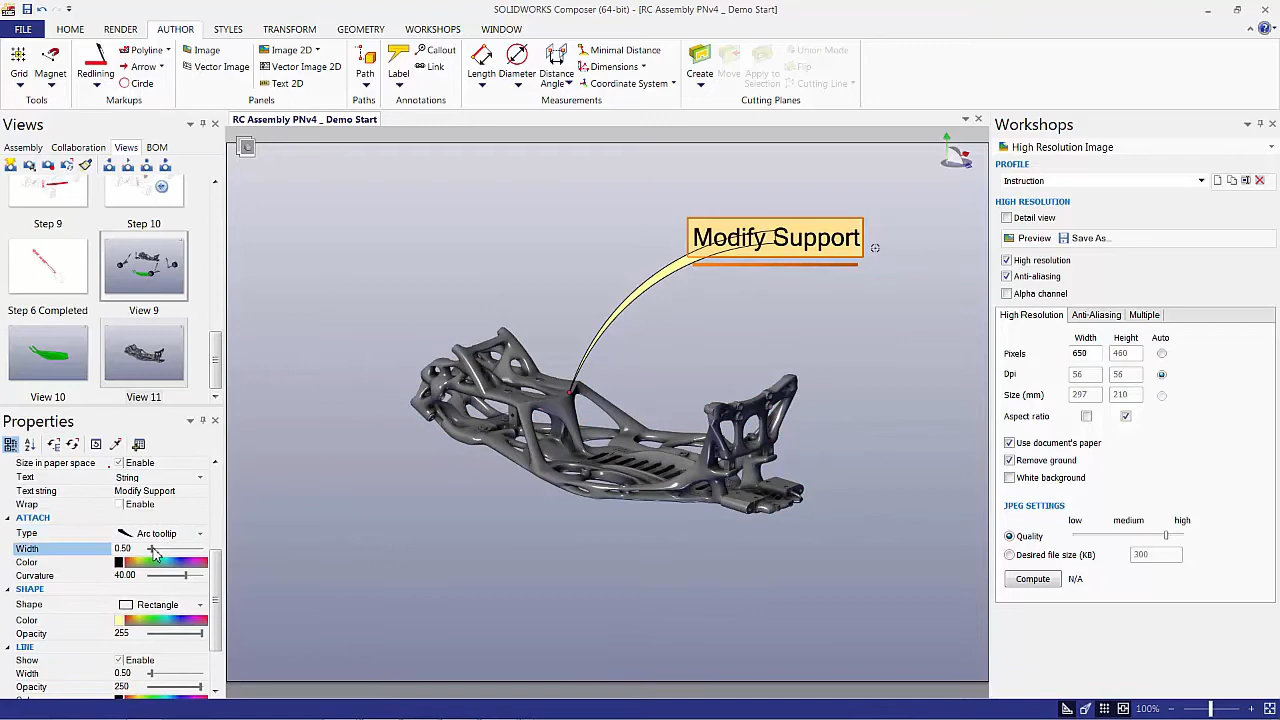 SOLIDWORKS Composer (64-bit) - [RC Assembly PNv4 _ Demo Start]
FILE HOME RENDER AUTHOR STYLES TRANSFORM GEOMETRY WORKSHOPS WINDOW
Grid Magnet Redlining Polyline Arrow Circle
Image Vector Image Image 2D Vector Image 2D Text 2D
Path Label Callout Link
Length Diameter Distance Angle Minimal Distance Dimensions Coordinate System
Create Move Apply to Selection Union Mode Flip Cutting Line
Tools Markups Panels Paths Annotations Measurements Cutting Planes
Views
RC Assembly PNv4 _ Demo Start
Assembly Collaboration Views BOM
Step 9 Step 10
Step 6 Completed View 9
View 10 View 11
Properties
Size in paper space Enable
Text String
Text string Modify Support
Wrap Enable
ATTACH
Type Arc tooltip
Width 0.50
Color
Curvature 40.00
SHAPE
Shape Rectangle
Color
Opacity 255
LINE
Show Enable
Width 0.50
Opacity 250
Modify Support
Workshops
High Resolution Image
PROFILE
Instruction
HIGH RESOLUTION
Detail view
Preview Save As...
High resolution
Anti-aliasing
Alpha channel
High Resolution Anti-Aliasing Multiple
Width Height Auto
Pixels 650 460
Dpi 56 56
Size (mm) 297 210
Aspect ratio
Use document's paper
Remove ground
White background
JPEG SETTINGS
low medium high
Quality
Desired file size (KB) 300
Compute N/A
100%